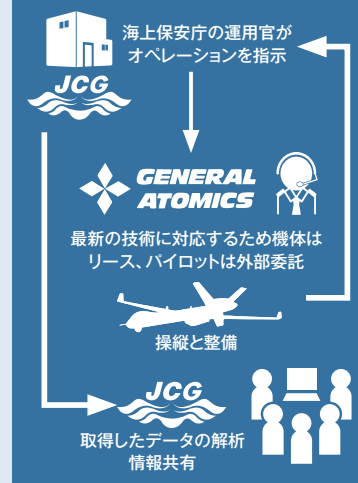 海上保安庁の運用官が
オペレーションを指示
JCG
GENERAL
ATOMICS
最新の技術に対応するため機体は
リース、パイロットは外部委託
操縦と整備
JCG
取得したデータの解析
情報共有